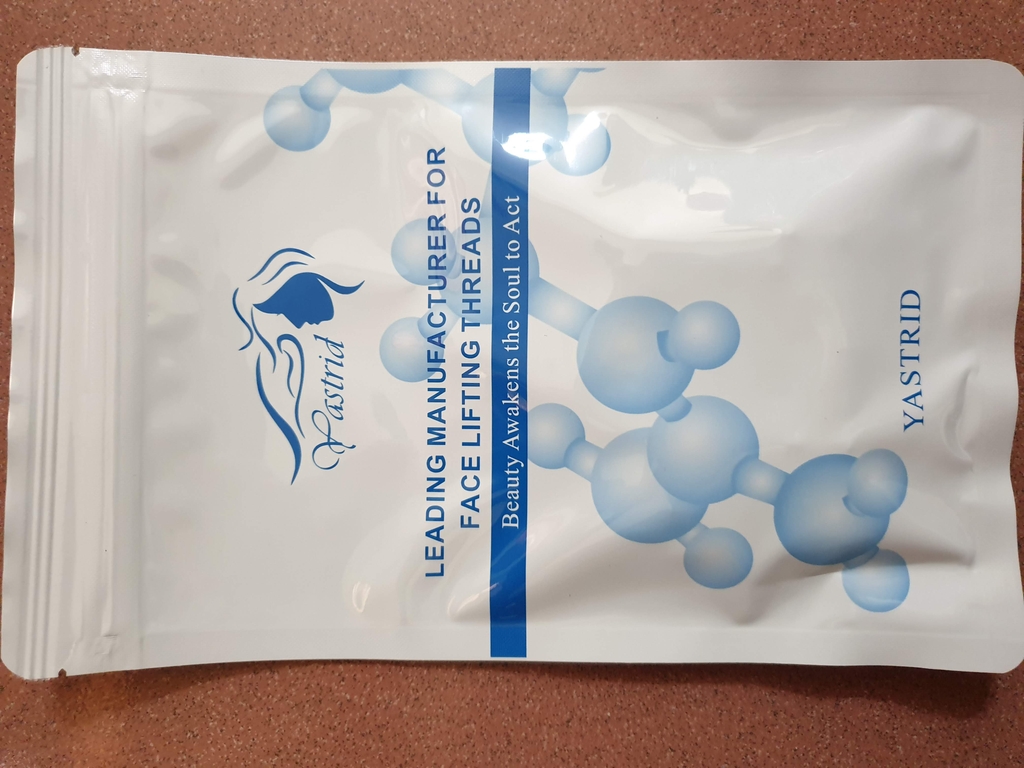 Yastrid
LEADING MANUFACTURER FOR
FACE LIFTING THREADS
Beauty Awakens the Soul to Act
YASTRID